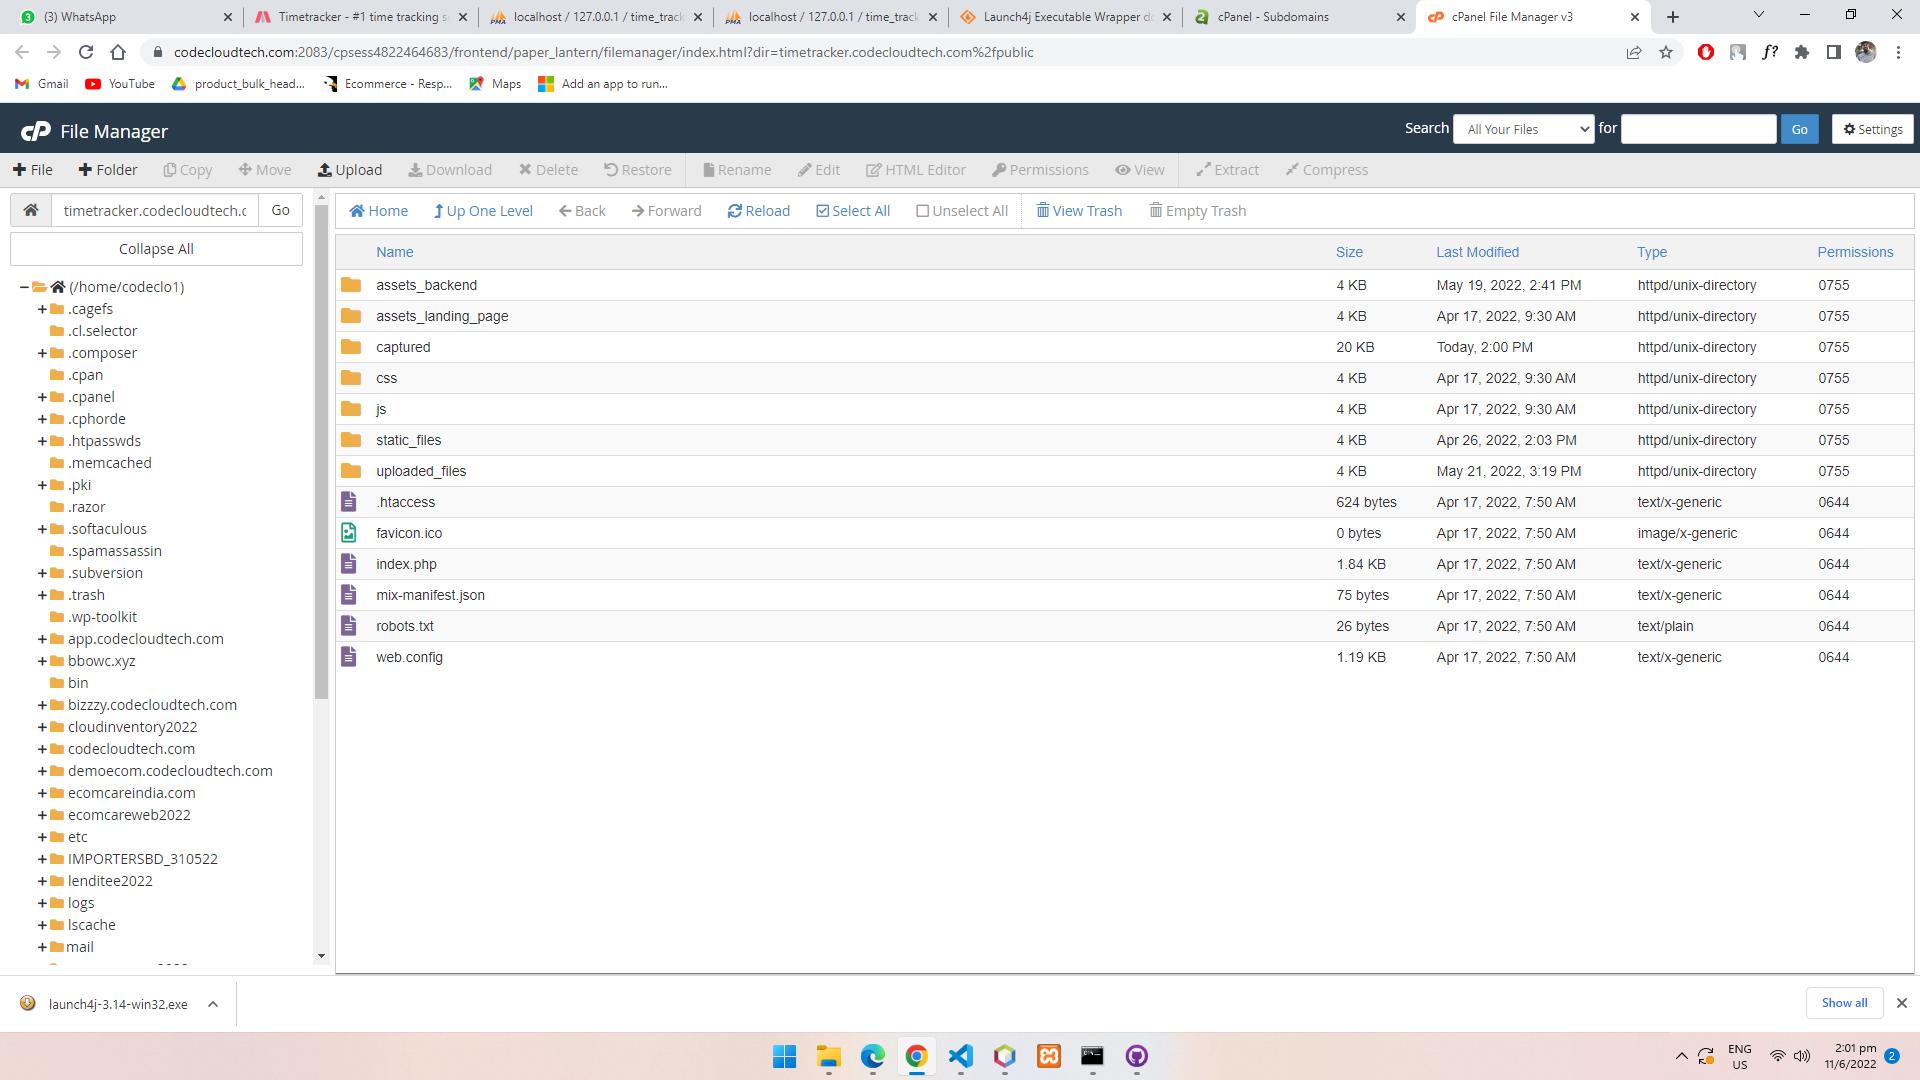 (3) WhatsApp
Timetracker - #1 time tracking s
localhost / 127.0.0.1 / time_track
localhost / 127.0.0.1 / time_track
Launch4j Executable Wrapper do
cPanel - Subdomains
cPanel File Manager v3
codecloudtech.com:2083/cpsess4822464683/frontend/paper_lantern/filemanager/index.html?dir=timetracker.codecloudtech.com%2fpublic
Gmail
YouTube
product_bulk_head...
Ecommerce - Resp...
Maps
Add an app to run...
cP File Manager
Search All Your Files for Go Settings
File Folder Copy Move Upload Download Delete Restore Rename Edit HTML Editor Permissions View Extract Compress
timetracker.codecloudtech.c Go
Collapse All
(/home/codeclo1)
.cagefs
.cl.selector
.composer
.cpan
.cpanel
.cphorde
.htpasswds
.memcached
.pki
.razor
.softaculous
.spamassassin
.subversion
.trash
.wp-toolkit
app.codecloudtech.com
bbowc.xyz
bin
bizzzy.codecloudtech.com
cloudinventory2022
codecloudtech.com
demoecom.codecloudtech.com
ecomcareindia.com
ecomcareweb2022
etc
IMPORTERSBD_310522
lenditee2022
logs
lscache
mail
Home Up One Level Back Forward Reload Select All Unselect All View Trash Empty Trash
Name Size Last Modified Type Permissions
assets_backend 4 KB May 19, 2022, 2:41 PM httpd/unix-directory 0755
assets_landing_page 4 KB Apr 17, 2022, 9:30 AM httpd/unix-directory 0755
captured 20 KB Today, 2:00 PM httpd/unix-directory 0755
css 4 KB Apr 17, 2022, 9:30 AM httpd/unix-directory 0755
js 4 KB Apr 17, 2022, 9:30 AM httpd/unix-directory 0755
static_files 4 KB Apr 26, 2022, 2:03 PM httpd/unix-directory 0755
uploaded_files 4 KB May 21, 2022, 3:19 PM httpd/unix-directory 0755
.htaccess 624 bytes Apr 17, 2022, 7:50 AM text/x-generic 0644
favicon.ico 0 bytes Apr 17, 2022, 7:50 AM image/x-generic 0644
index.php 1.84 KB Apr 17, 2022, 7:50 AM text/x-generic 0644
mix-manifest.json 75 bytes Apr 17, 2022, 7:50 AM text/x-generic 0644
robots.txt 26 bytes Apr 17, 2022, 7:50 AM text/plain 0644
web.config 1.19 KB Apr 17, 2022, 7:50 AM text/x-generic 0644
launch4j-3.14-win32.exe
Show all
ENG
US
2:01 pm
11/6/2022
2